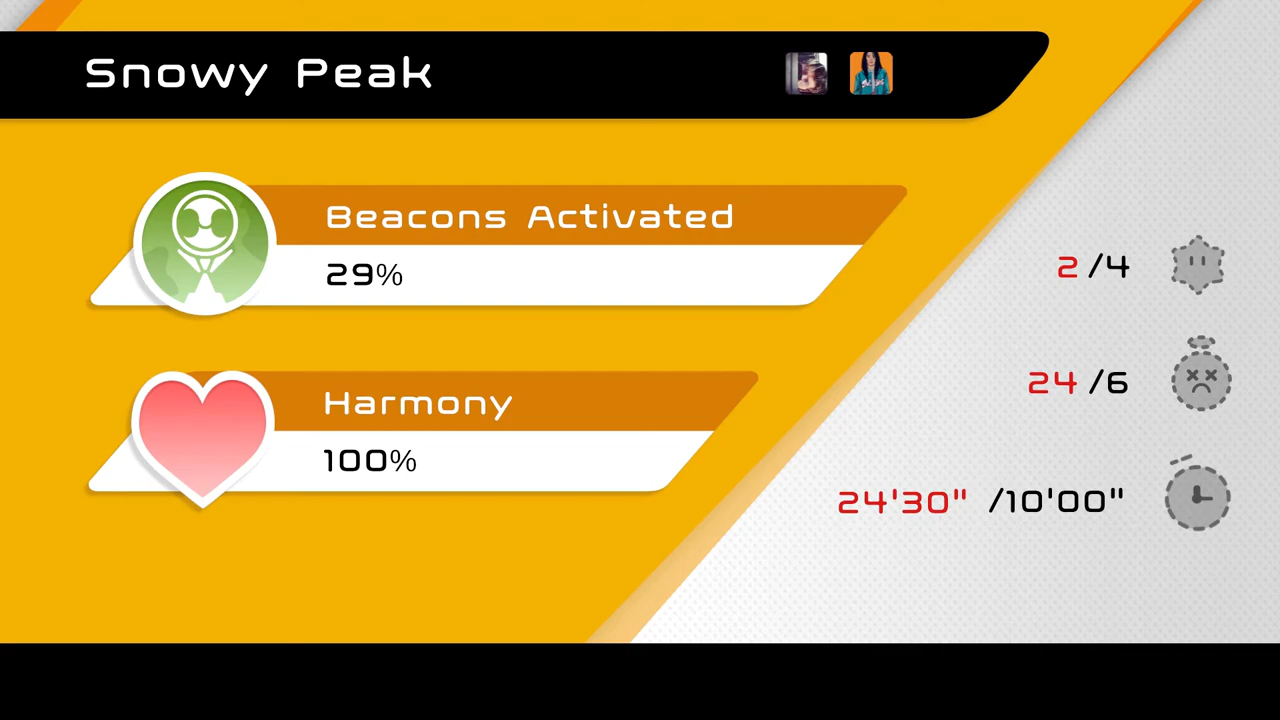 Snowy Peak
Beacons Activated
29%
Harmony
100%
2 /4
24 /6
24'30" /10'00"